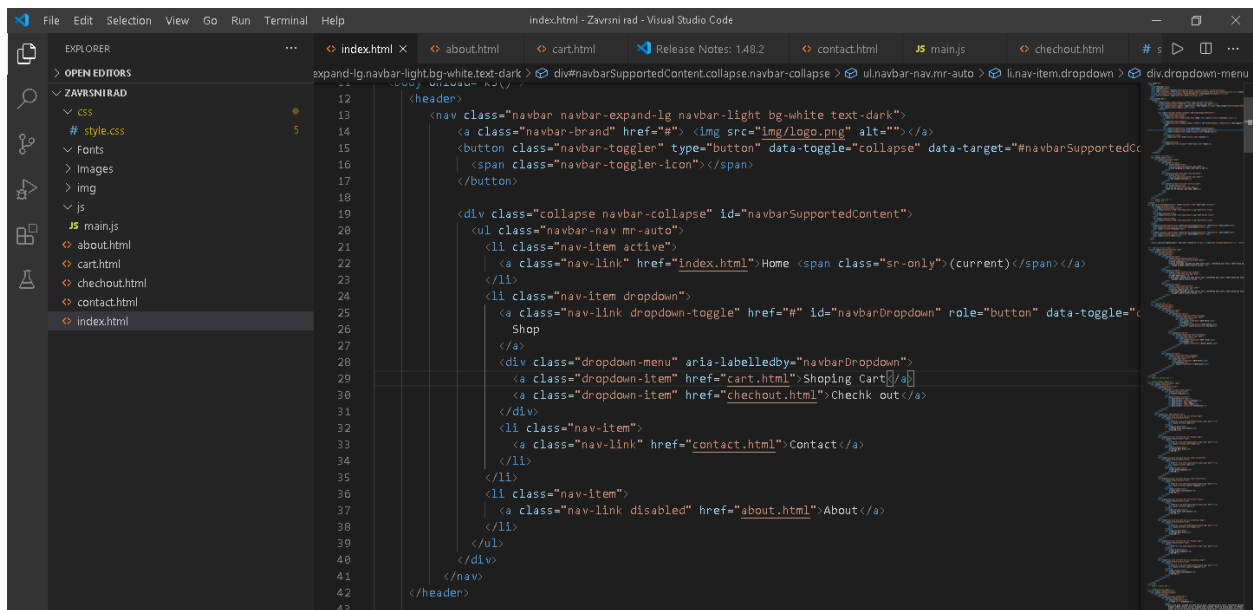 File Edit Selection View Go Run Terminal Help
index.html - Zavrsni rad - Visual Studio Code
EXPLORER
OPEN EDITORS
ZAVRSNI RAD
css
# style.css 5
Fonts
Images
img
js
JS main.js
about.html
cart.html
chechout.html
contact.html
index.html
index.html about.html cart.html Release Notes: 1.48.2 contact.html JS main.js chechout.html # s
expand-lg.navbar-light.bg-white.text-dark > div#navbarSupportedContent.collapse.navbar-collapse > ul.navbar-nav.mr-auto > li.nav-item.dropdown > div.dropdown-menu
12 <header>
13 <nav class="navbar navbar-expand-lg navbar-light bg-white text-dark">
14 <a class="navbar-brand" href="#"> <img src="img/logo.png" alt=""></a>
15 <button class="navbar-toggler" type="button" data-toggle="collapse" data-target="#navbarSupportedCo
16 <span class="navbar-toggler-icon"></span>
17 </button>
18
19 <div class="collapse navbar-collapse" id="navbarSupportedContent">
20 <ul class="navbar-nav mr-auto">
21 <li class="nav-item active">
22 <a class="nav-link" href="index.html">Home <span class="sr-only">(current)</span></a>
23 </li>
24 <li class="nav-item dropdown">
25 <a class="nav-link dropdown-toggle" href="#" id="navbarDropdown" role="button" data-toggle="d
26 Shop
27 </a>
28 <div class="dropdown-menu" aria-labelledby="navbarDropdown">
29 <a class="dropdown-item" href="cart.html">Shoping Cart</a>
30 <a class="dropdown-item" href="chechout.html">Chechk out</a>
31 </div>
32 <li class="nav-item">
33 <a class="nav-link" href="contact.html">Contact</a>
34 </li>
35 </li>
36 <li class="nav-item">
37 <a class="nav-link disabled" href="about.html">About</a>
38 </li>
39 </ul>
40 </div>
41 </nav>
42 </header>
43